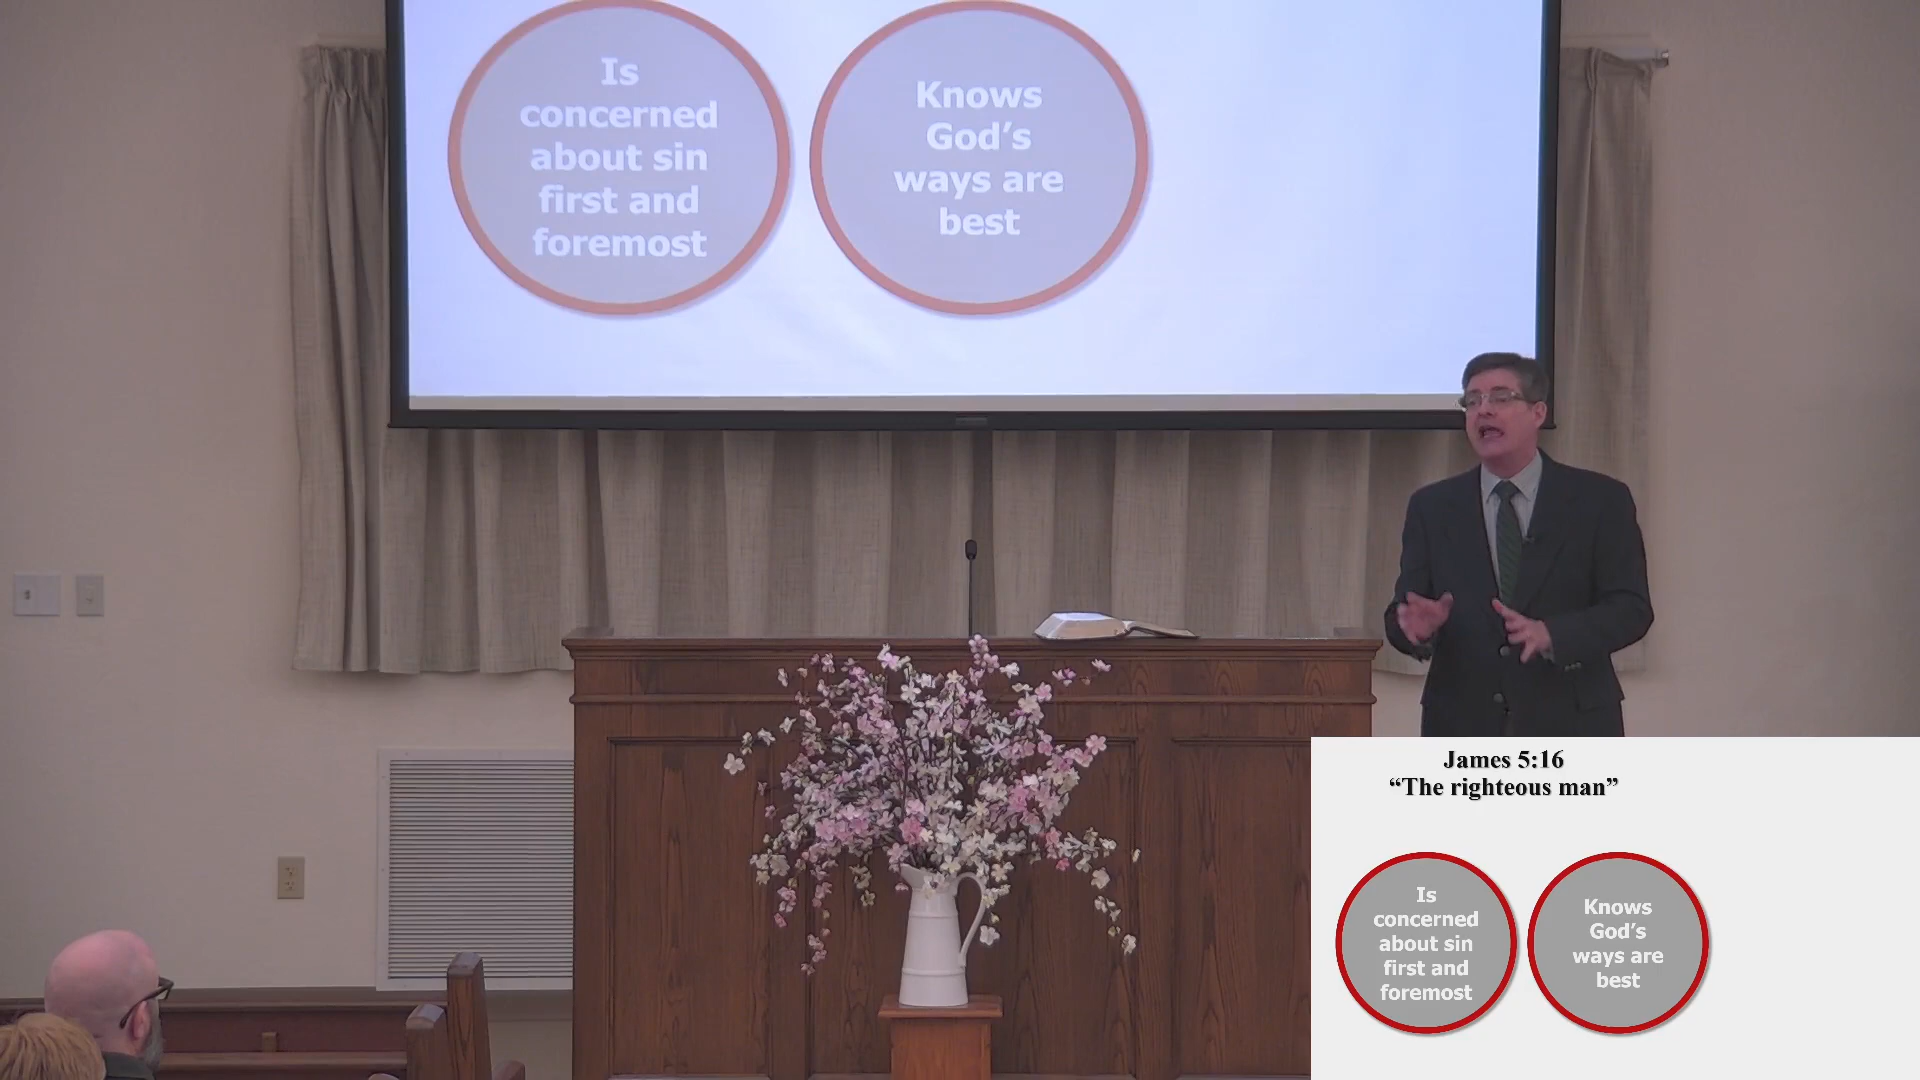 Is
concerned
about sin
first and
foremost
Knows
God’s
ways are
best
James 5:16
“The righteous man”
Is
concerned
about sin
first and
foremost
Knows
God’s
ways are
best